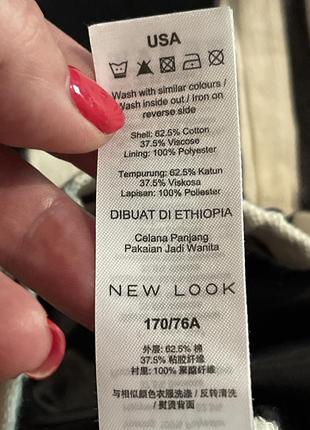 USA
Wash with similar colours /
Wash inside out / Iron on
reverse side
Shell: 62.5% Cotton
37.5% Viscose
Lining: 100% Polyester
Tempurung: 62.5% Katun
37.5% Viskosa
Lapisan: 100% Poliester
DIBUAT DI ETHIOPIA
Celana Panjang
Pakaian Jadi Wanita
NEW LOOK
170/76A
外层: 62.5% 棉
37.5% 粘胶纤维
衬里: 100% 聚酯纤维
与相似颜色衣服洗涤 / 反转清洗
/ 熨烫背面